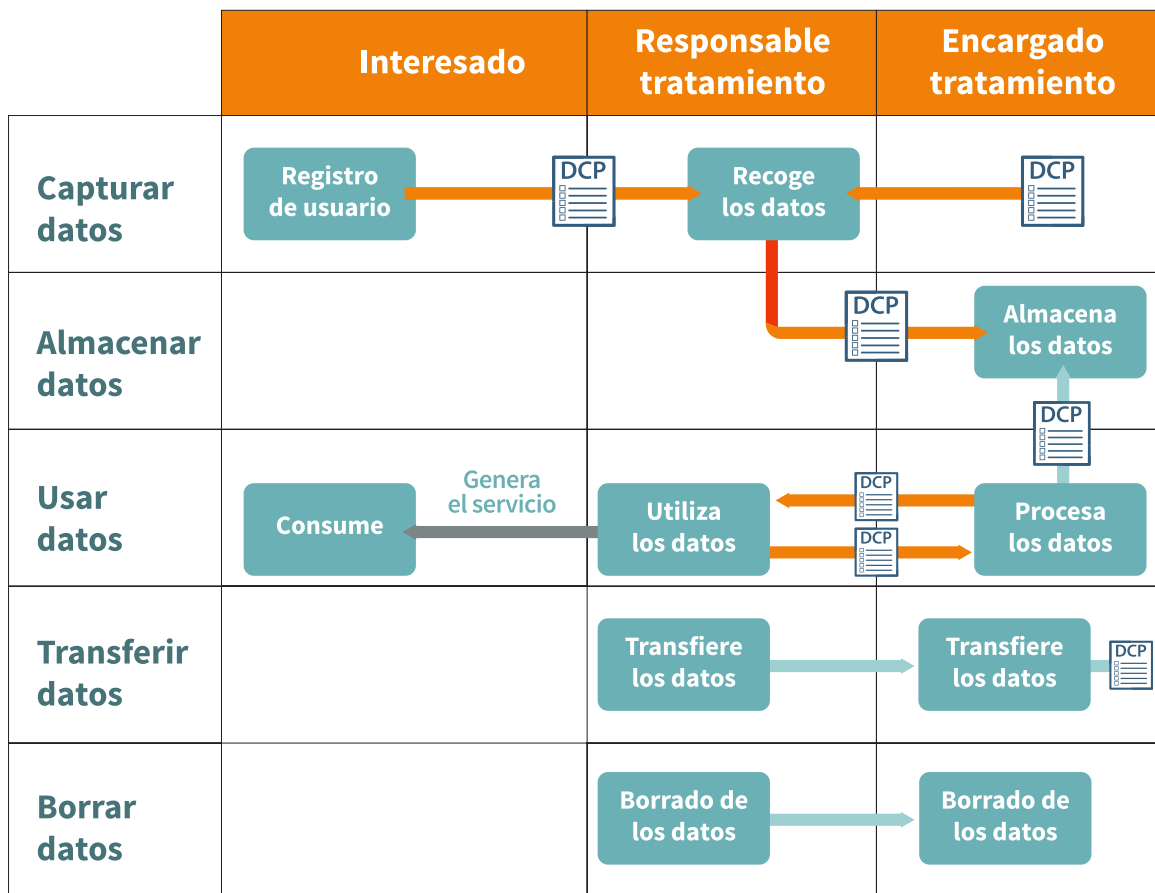 Interesado
Responsable
tratamiento
Encargado
tratamiento
Capturar
datos
Registro
de usuario
DCP
Recoge
los datos
DCP
Almacenar
datos
DCP
Almacena
los datos
DCP
Usar
datos
Consume
Genera
el servicio
Utiliza
los datos
DCP
DCP
Procesa
los datos
Transferir
datos
Transfiere
los datos
Transfiere
los datos
DCP
Borrar
datos
Borrado de
los datos
Borrado de
los datos